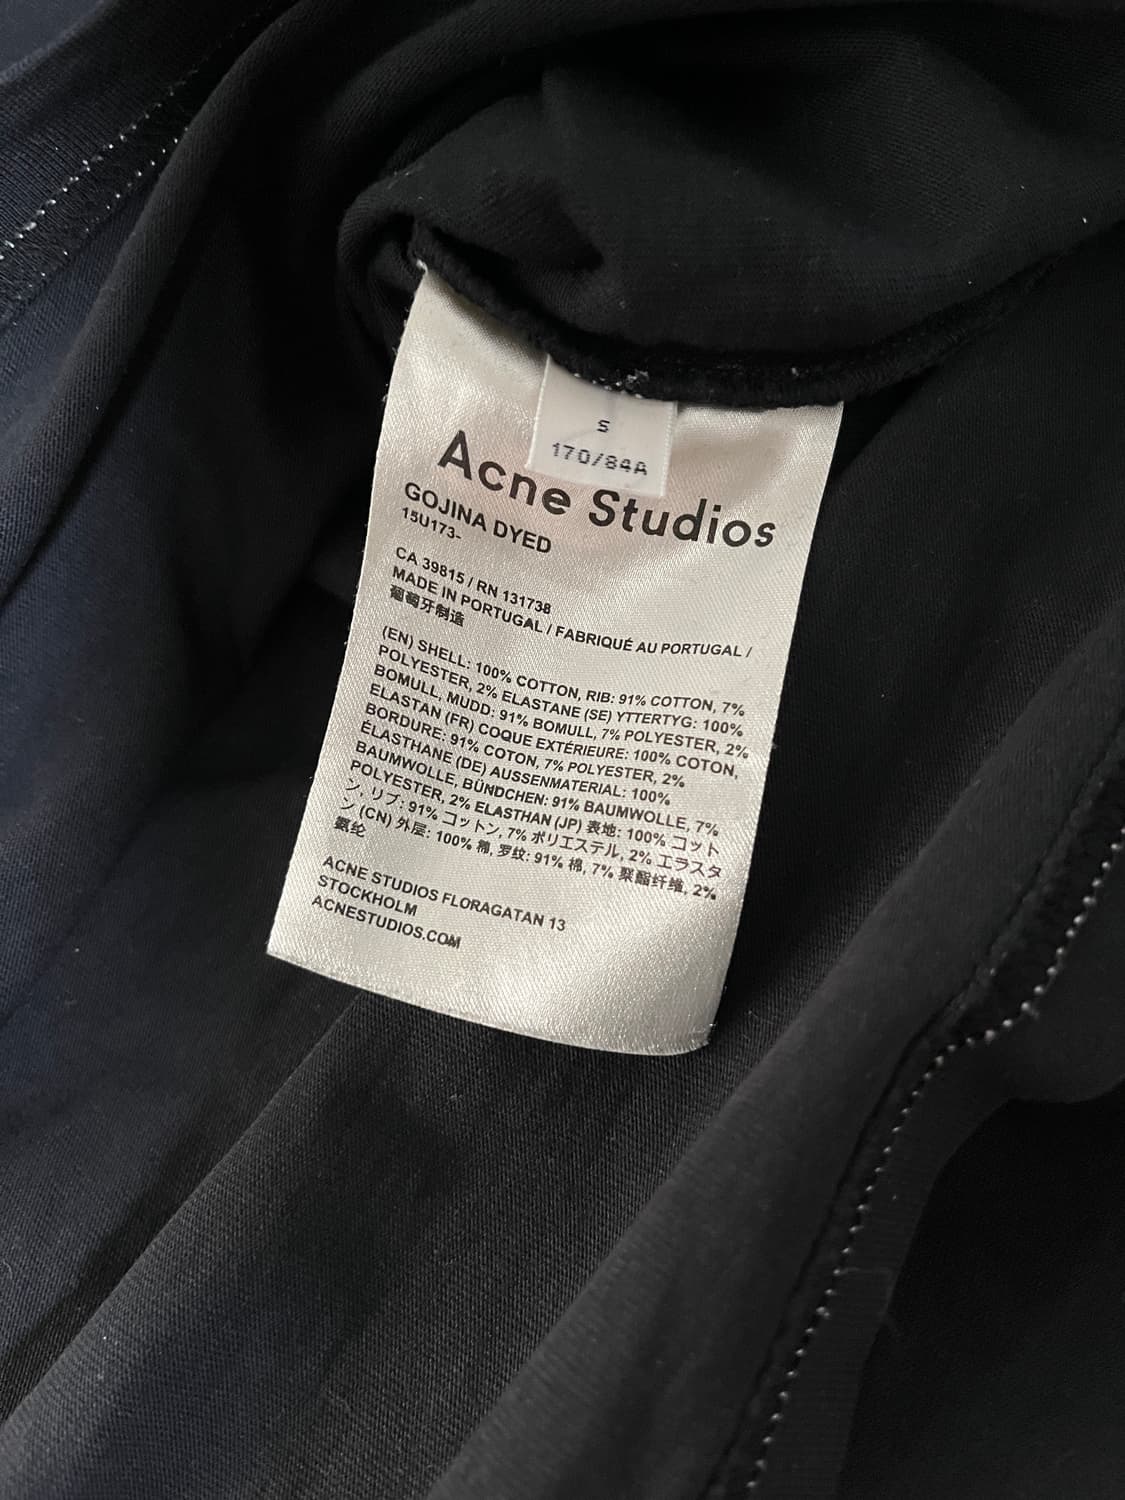 S
170/84A
Acne Studios
GOJINA DYED
15U173-
CA 39815 / RN 131738
MADE IN PORTUGAL / FABRIQUÉ AU PORTUGAL /
葡萄牙制造
(EN) SHELL: 100% COTTON, RIB: 91% COTTON, 7%
POLYESTER, 2% ELASTANE (SE) YTTERTYG: 100%
BOMULL, MUDD: 91% BOMULL, 7% POLYESTER, 2%
ELASTAN (FR) COQUE EXTÉRIEURE: 100% COTON,
BORDURE: 91% COTON, 7% POLYESTER, 2%
ÉLASTHANE (DE) AUSSENMATERIAL: 100%
BAUMWOLLE, BÜNDCHEN: 91% BAUMWOLLE, 7%
POLYESTER, 2% ELASTHAN (JP) 表地: 100% コット
ン, リブ: 91% コットン, 7% ポリエステル, 2% エラスタ
ン (CN) 外层: 100% 棉, 罗纹: 91% 棉, 7% 聚酯纤维, 2%
氨纶
ACNE STUDIOS FLORAGATAN 13
STOCKHOLM
ACNESTUDIOS.COM